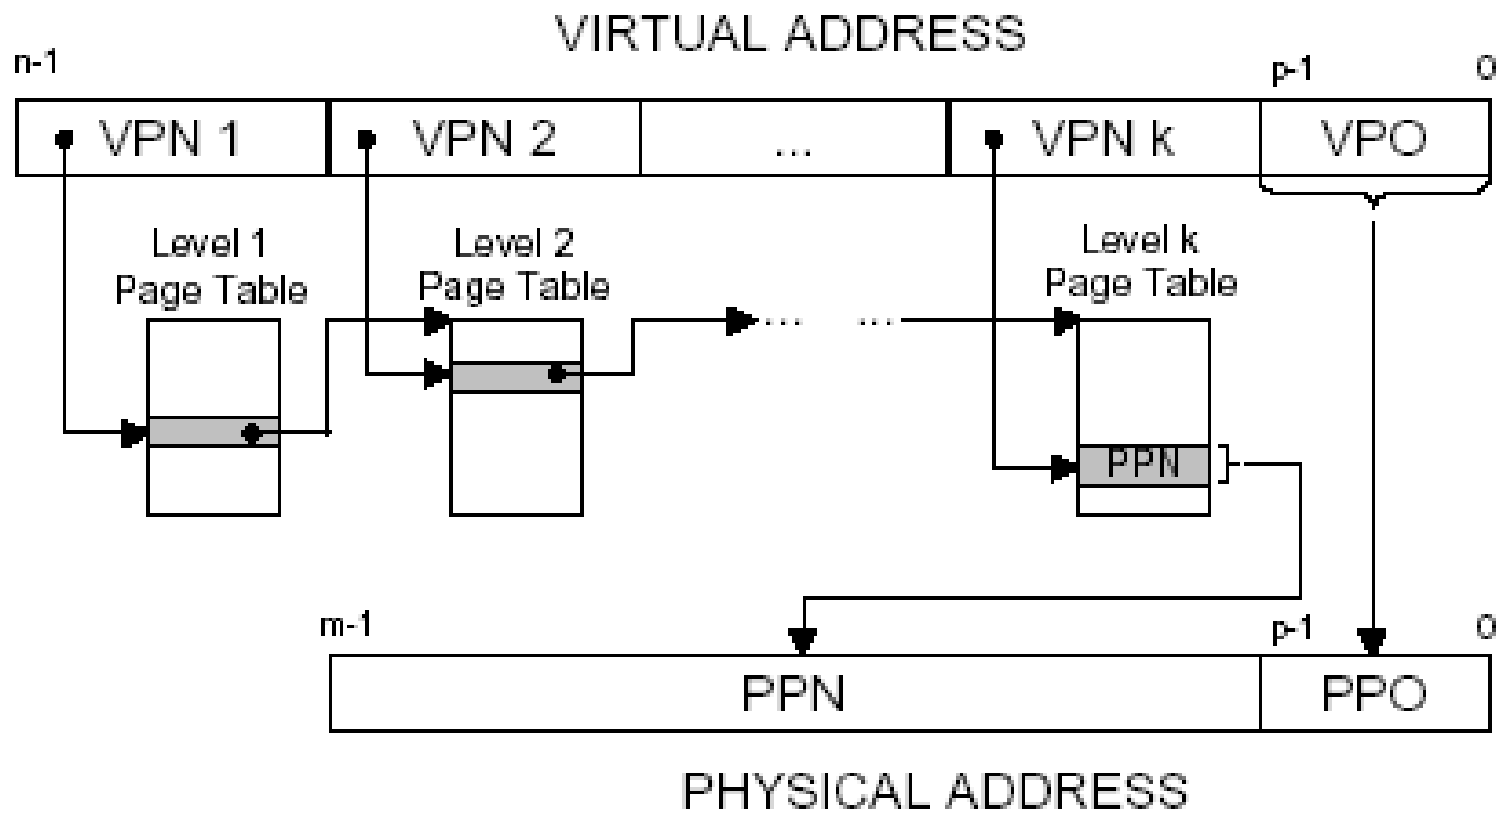 VIRTUAL ADDRESS
n-1
p-1
0
VPN 1
VPN 2
...
VPN k
VPO
Level 1
Page Table
Level 2
Page Table
Level k
Page Table
... ...
PPN
m-1
p-1
0
PPN
PPO
PHYSICAL ADDRESS